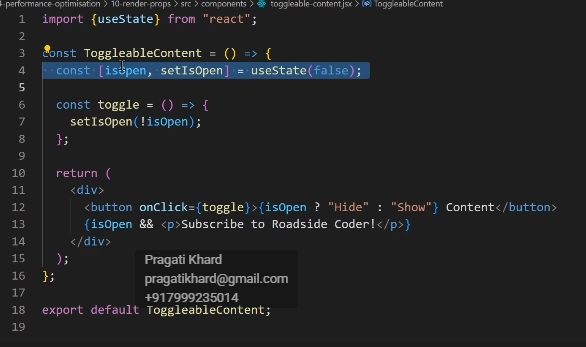 4-performance-optimisation > 10-render-props > src > components > toggleable-content.jsx > ToggleableContent
1 import {useState} from "react";
2
3 const ToggleableContent = () => {
4 const [isOpen, setIsOpen] = useState(false);
5
6 const toggle = () => {
7 setIsOpen(!isOpen);
8 };
9
10 return (
11 <div>
12 <button onClick={toggle}>{isOpen ? "Hide" : "Show"} Content</button>
13 {isOpen && <p>Subscribe to Roadside Coder!</p>}
14 </div>
15 );
16 };
17
18 export default ToggleableContent;
19
Pragati Khard
pragatikhard@gmail.com
+917999235014